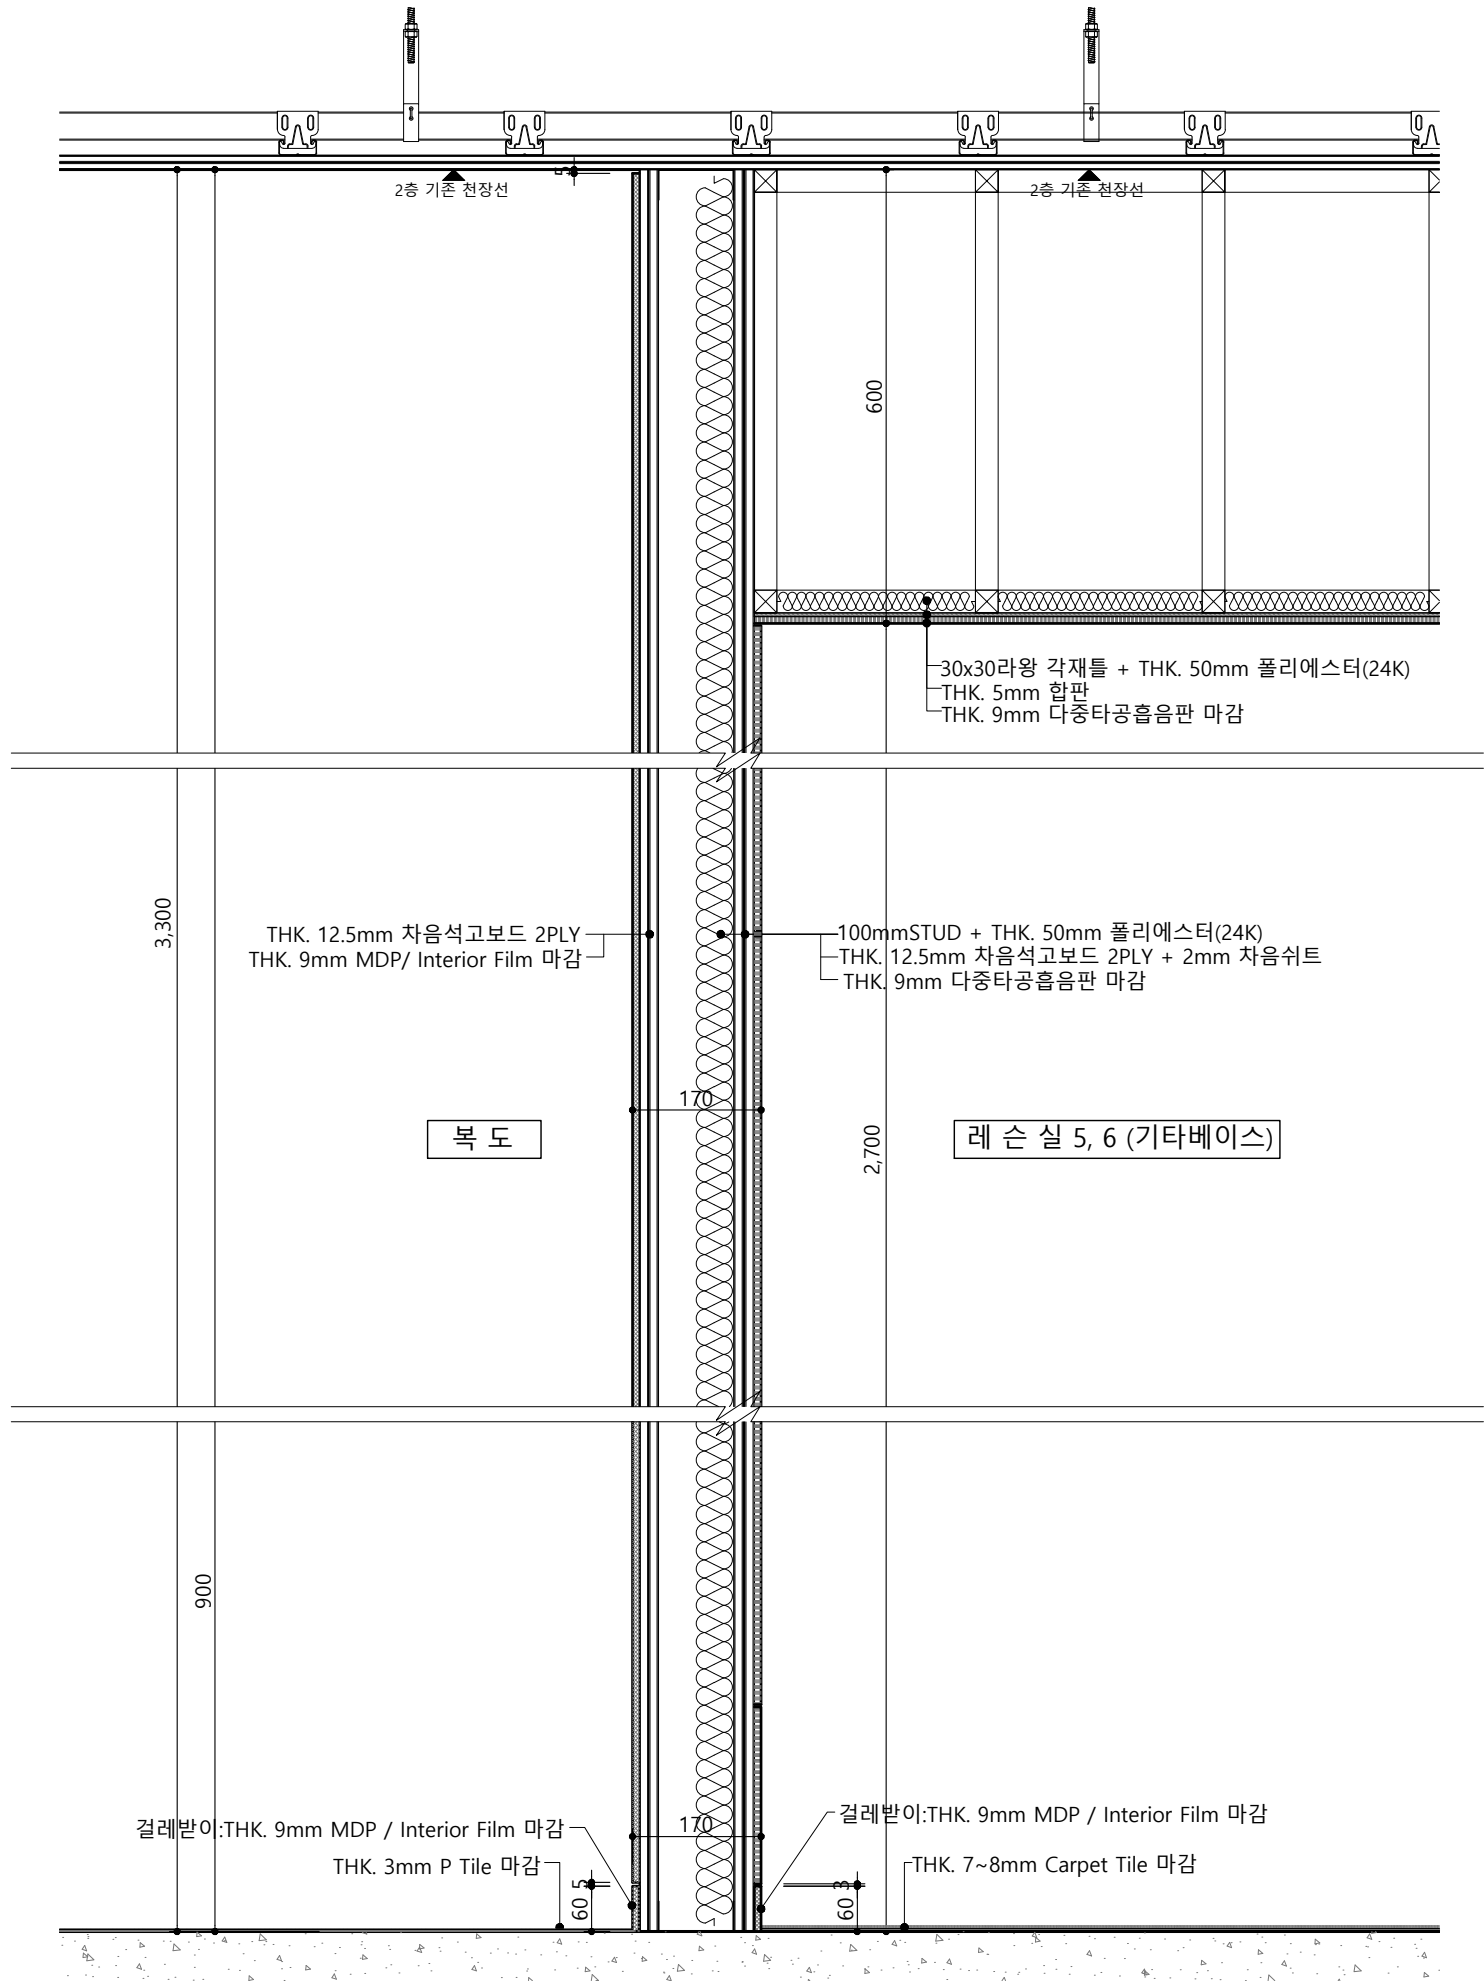 5
2층 기존 천장선
2층 기존 천장선
600
30x30라왕 각재틀 + THK. 50mm 폴리에스터(24K)
THK. 5mm 합판
THK. 9mm 다중타공흡음판 마감
3,300
THK. 12.5mm 차음석고보드 2PLY
THK. 9mm MDP/ Interior Film 마감
100mmSTUD + THK. 50mm 폴리에스터(24K)
THK. 12.5mm 차음석고보드 2PLY + 2mm 차음쉬트
THK. 9mm 다중타공흡음판 마감
170
복 도
2,700
레 슨 실 5, 6 (기타베이스)
900
걸레받이:THK. 9mm MDP / Interior Film 마감
170
걸레받이:THK. 9mm MDP / Interior Film 마감
THK. 3mm P Tile 마감
THK. 7~8mm Carpet Tile 마감
60 5
60 3